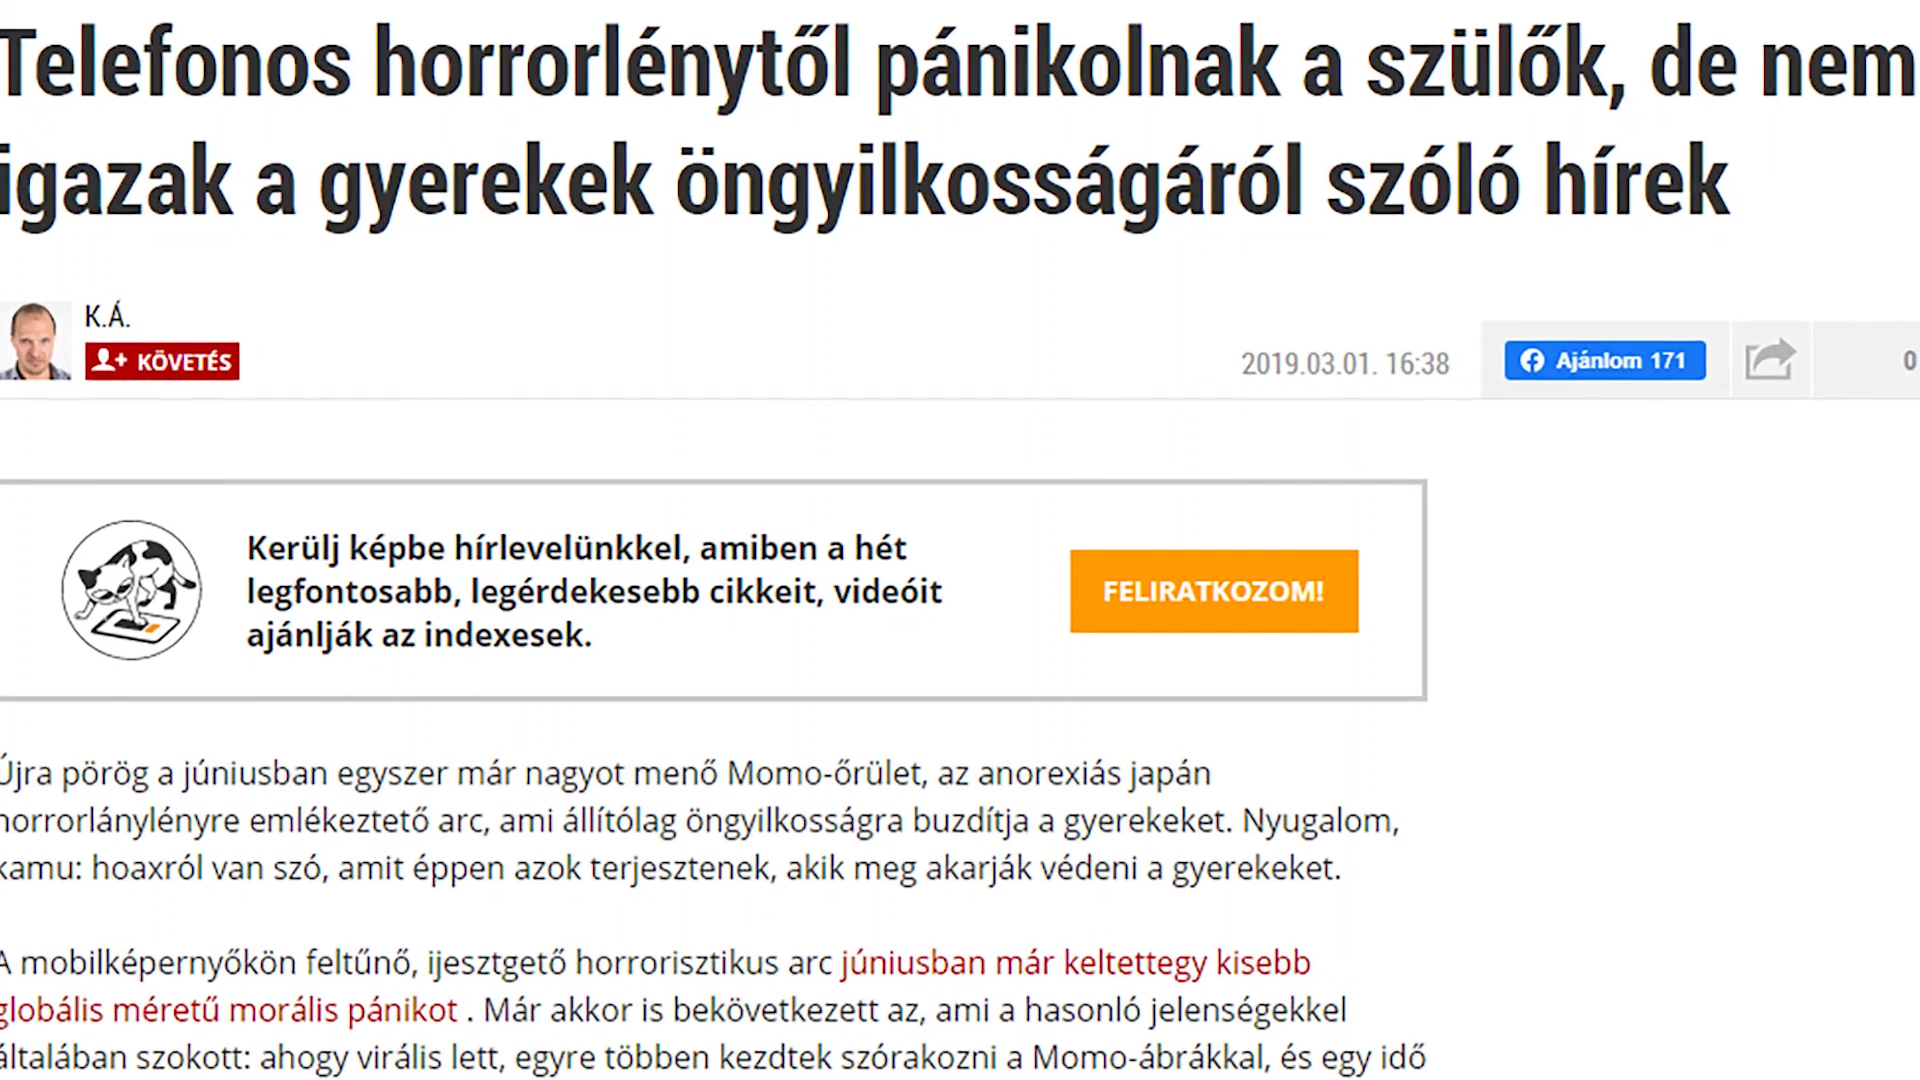 Telefonos horrorlénytől pánikolnak a szülők, de nem
igazak a gyerekek öngyilkosságáról szóló hírek
K.Á.
KÖVETÉS
2019.03.01. 16:38
Ajánlom 171
0
Kerülj képbe hírlevelünkkel, amiben a hét
legfontosabb, legérdekesebb cikkeit, videóit
ajánlják az indexesek.
FELIRATKOZOM!
Újra pörög a júniusban egyszer már nagyot menő Momo-őrület, az anorexiás japán
horrorlánylényre emlékeztető arc, ami állítólag öngyilkosságra buzdítja a gyerekeket. Nyugalom,
kamu: hoaxról van szó, amit éppen azok terjesztenek, akik meg akarják védeni a gyerekeket.
A mobilképernyőkön feltűnő, ijesztgető horrorisztikus arc júniusban már keltettegy kisebb
globális méretű morális pánikot . Már akkor is bekövetkezett az, ami a hasonló jelenségekkel
általában szokott: ahogy virális lett, egyre többen kezdtek szórakozni a Momo-ábrákkal, és egy idő